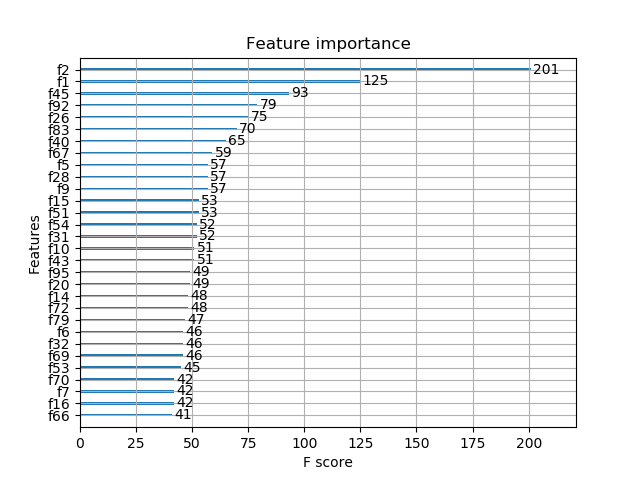 Feature importance
f2 201
f1 125
f45 93
f92 79
f26 75
f83 70
f40 65
f67 59
f5 57
f28 57
f9 57
f15 53
f51 53
f54 52
f31 52
f10 51
f43 51
f95 49
f20 49
f14 48
f72 48
f79 47
f6 46
f32 46
f69 46
f53 45
f70 42
f7 42
f16 42
f66 41
Features
0 25 50 75 100 125 150 175 200
F score